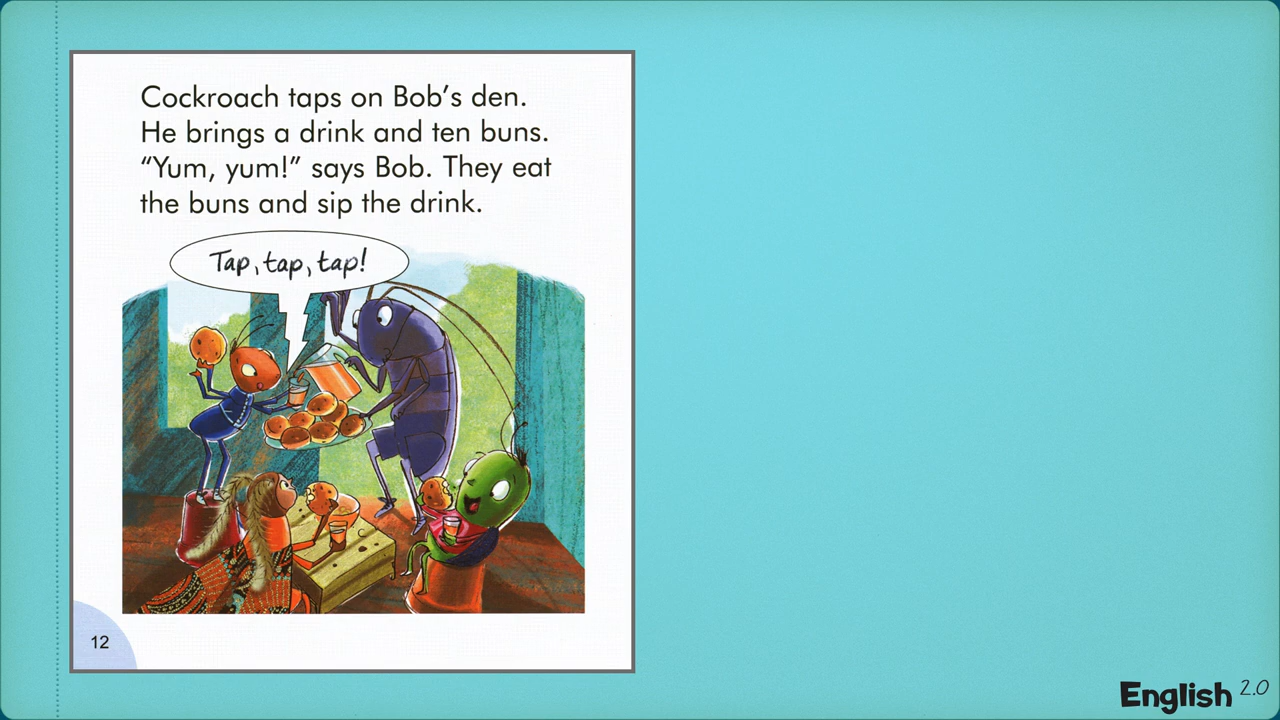 Cockroach taps on Bob’s den.
He brings a drink and ten buns.
“Yum, yum!” says Bob. They eat
the buns and sip the drink.
Tap, tap, tap!
12
English 2.0